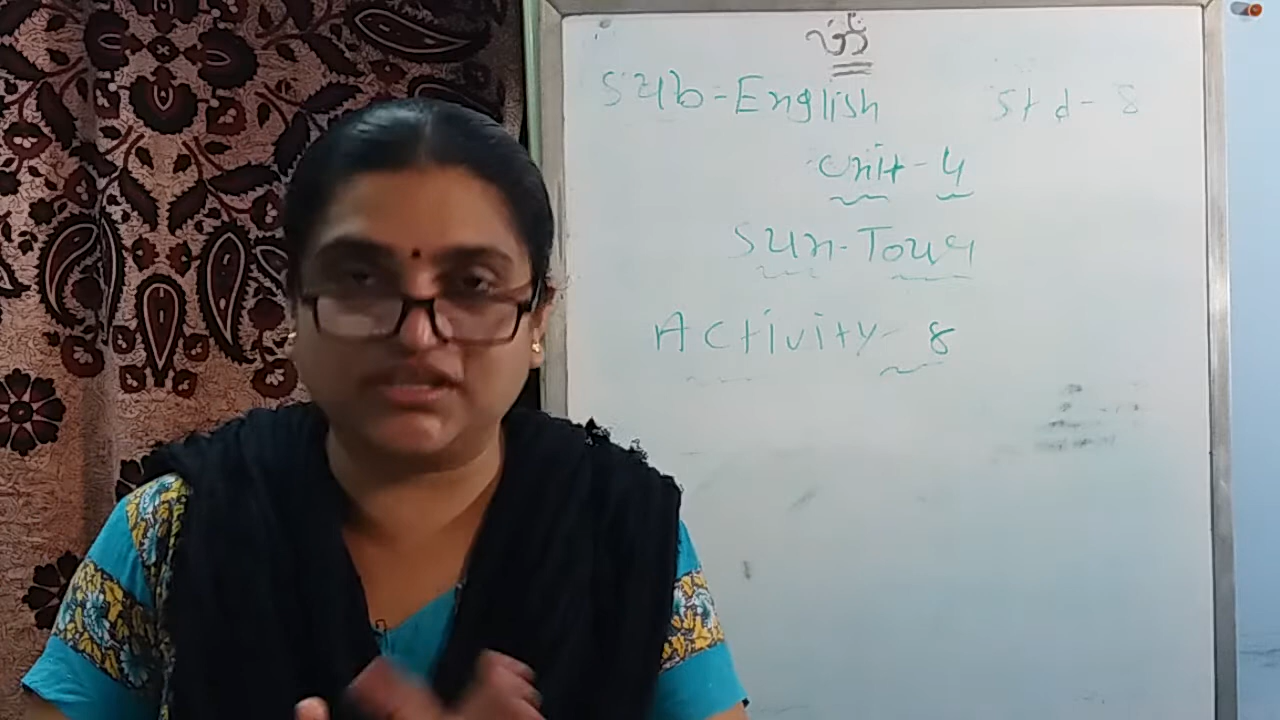 ॐ
Sub-English Std-8
Unit-4
Sun-Tour
Activity-8